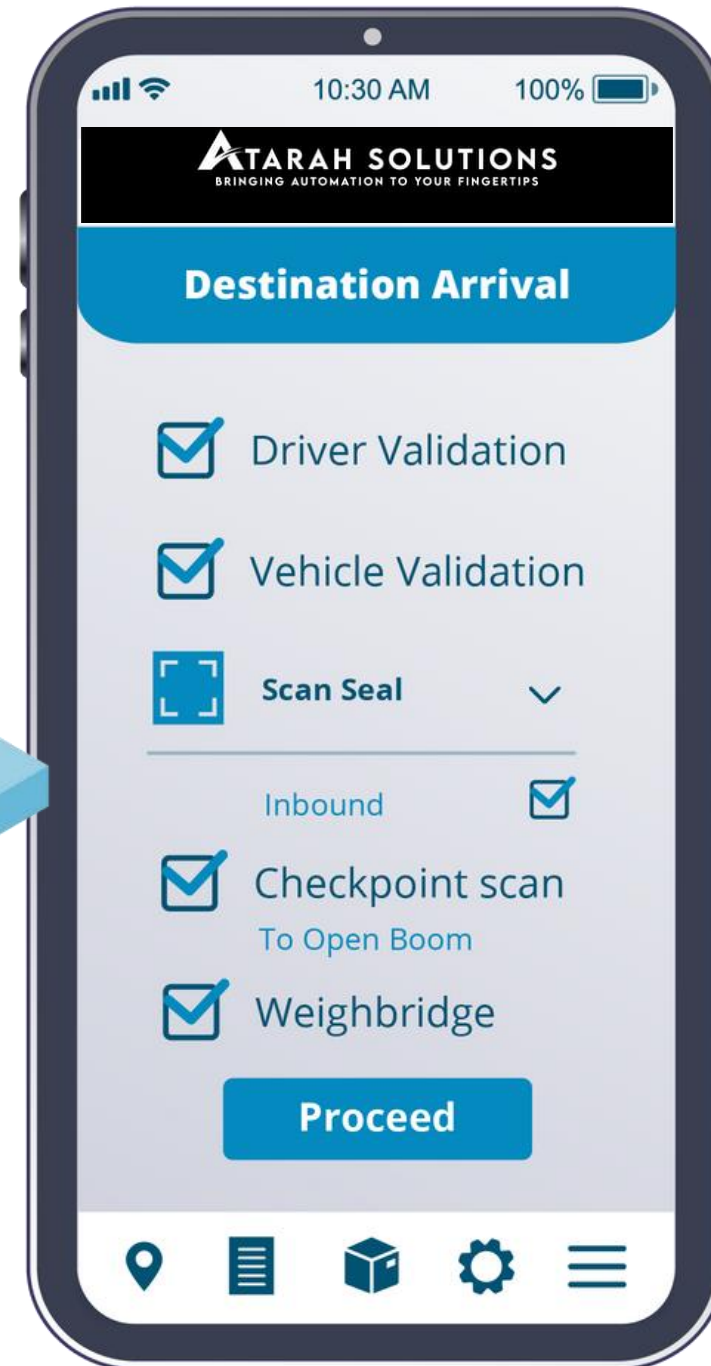 10:30 AM 100%
ATARAH SOLUTIONS
BRINGING AUTOMATION TO YOUR FINGERTIPS
Destination Arrival
Driver Validation
Vehicle Validation
Scan Seal
Inbound
Checkpoint scan
To Open Boom
Weighbridge
Proceed